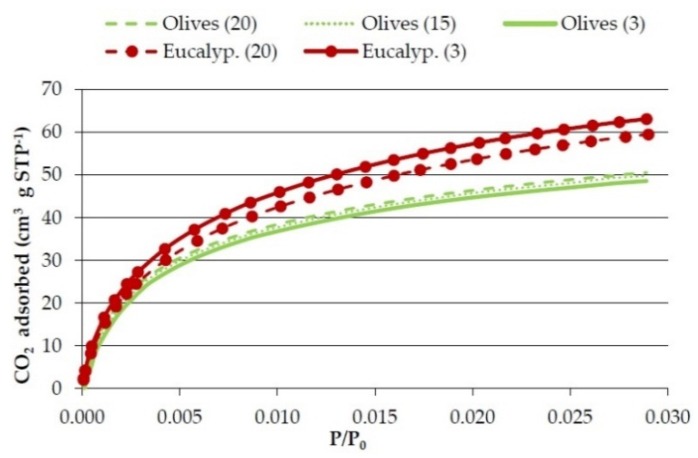 Olives (20) Olives (15) Olives (3)
Eucalyp. (20) Eucalyp. (3)
CO₂ adsorbed (cm³ g STP⁻¹)
70
60
50
40
30
20
10
0
0.000 0.005 0.010 0.015 0.020 0.025 0.030
P/P₀